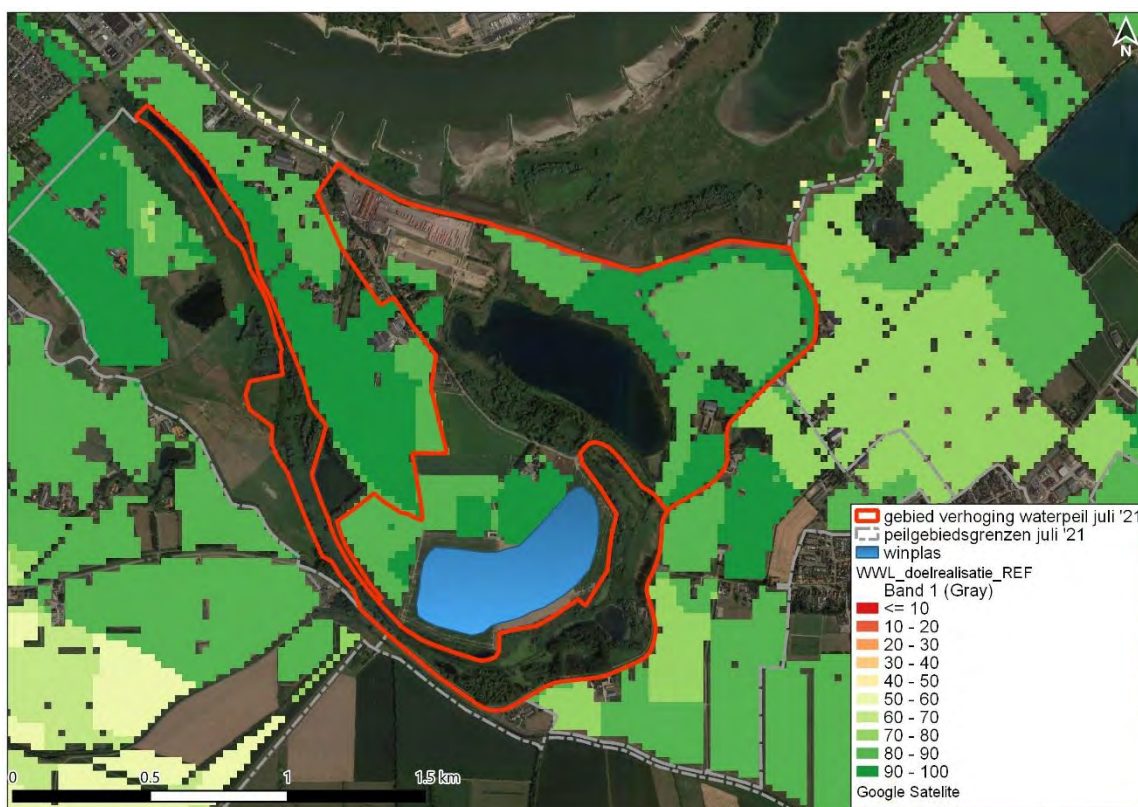 N
gebied verhoging waterpeil juli '21
peilgebiedsgrenzen juli '21
winplas
WWL_doelrealisatie_REF
Band 1 (Gray)
<= 10
10 - 20
20 - 30
30 - 40
40 - 50
50 - 60
60 - 70
70 - 80
80 - 90
90 - 100
Google Satelite
0 0.5 1 1.5 km